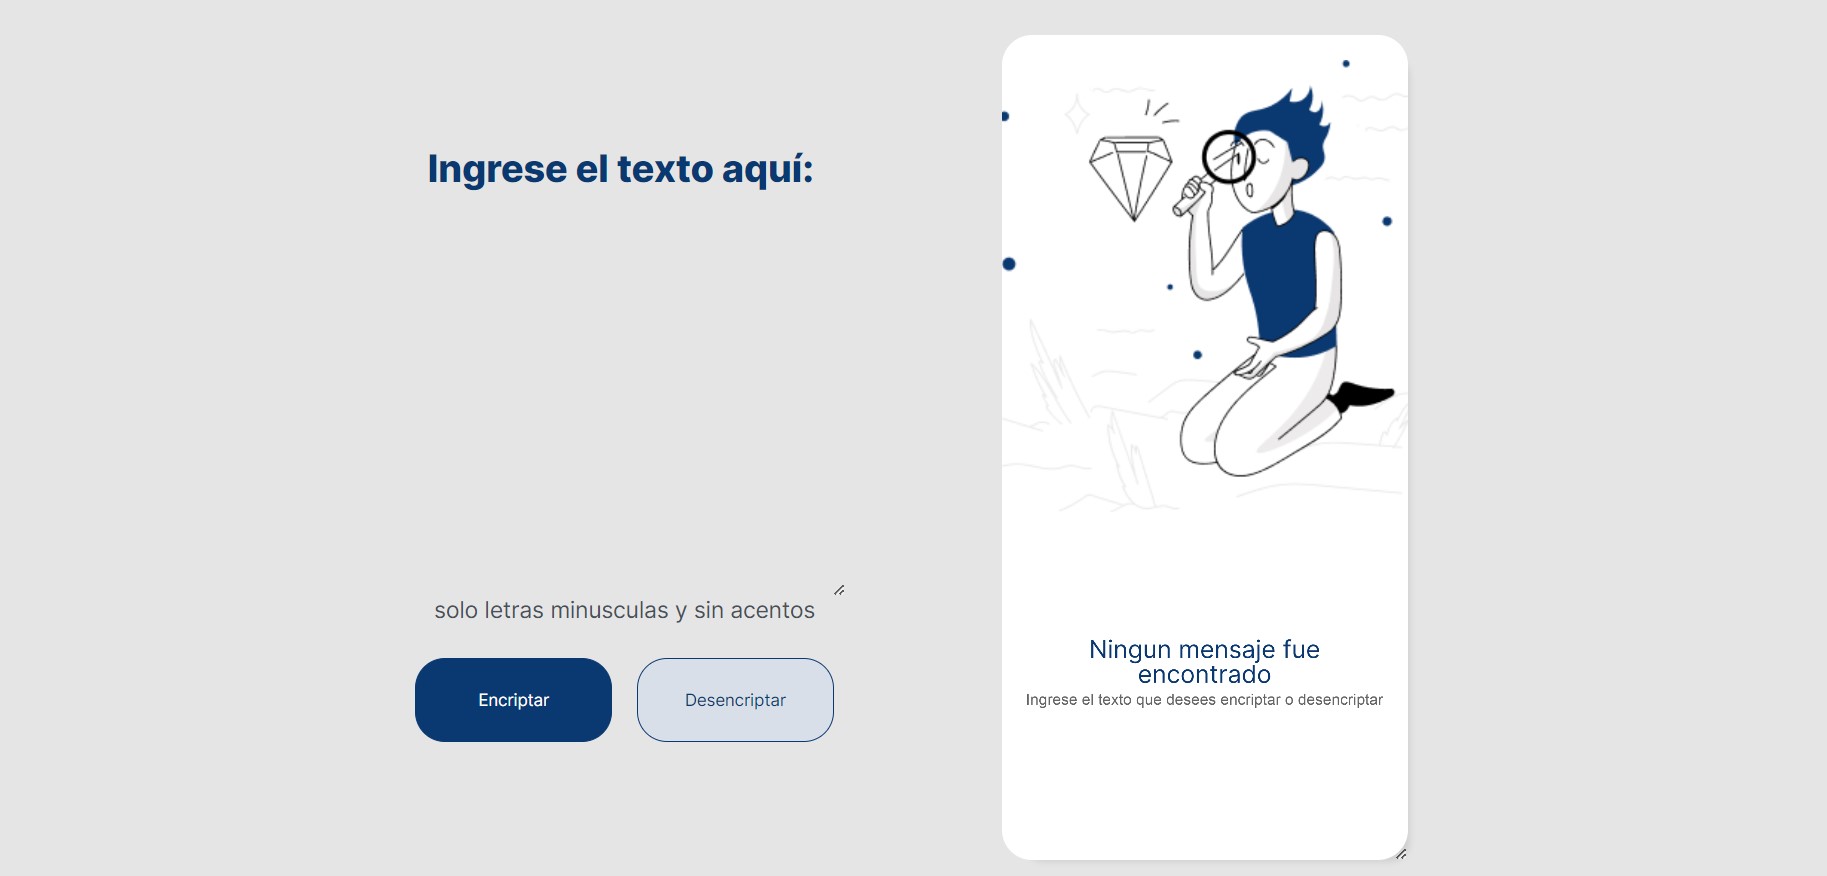 Ingrese el texto aquí:
solo letras minusculas y sin acentos
Encriptar
Desencriptar
Ningun mensaje fue
encontrado
Ingrese el texto que desees encriptar o desencriptar